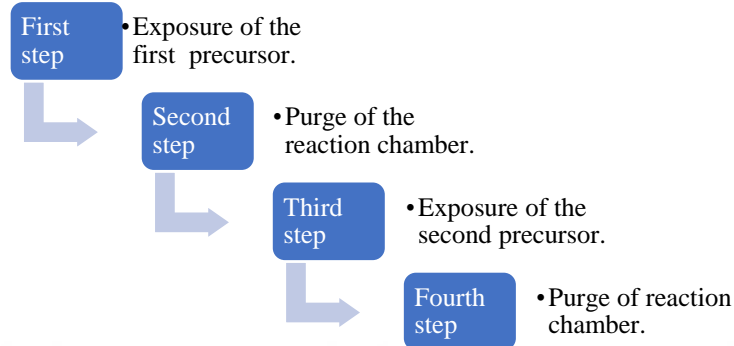 First
step
•Exposure of the
first precursor.
Second
step
•Purge of the
reaction chamber.
Third
step
•Exposure of the
second precursor.
Fourth
step
•Purge of reaction
chamber.